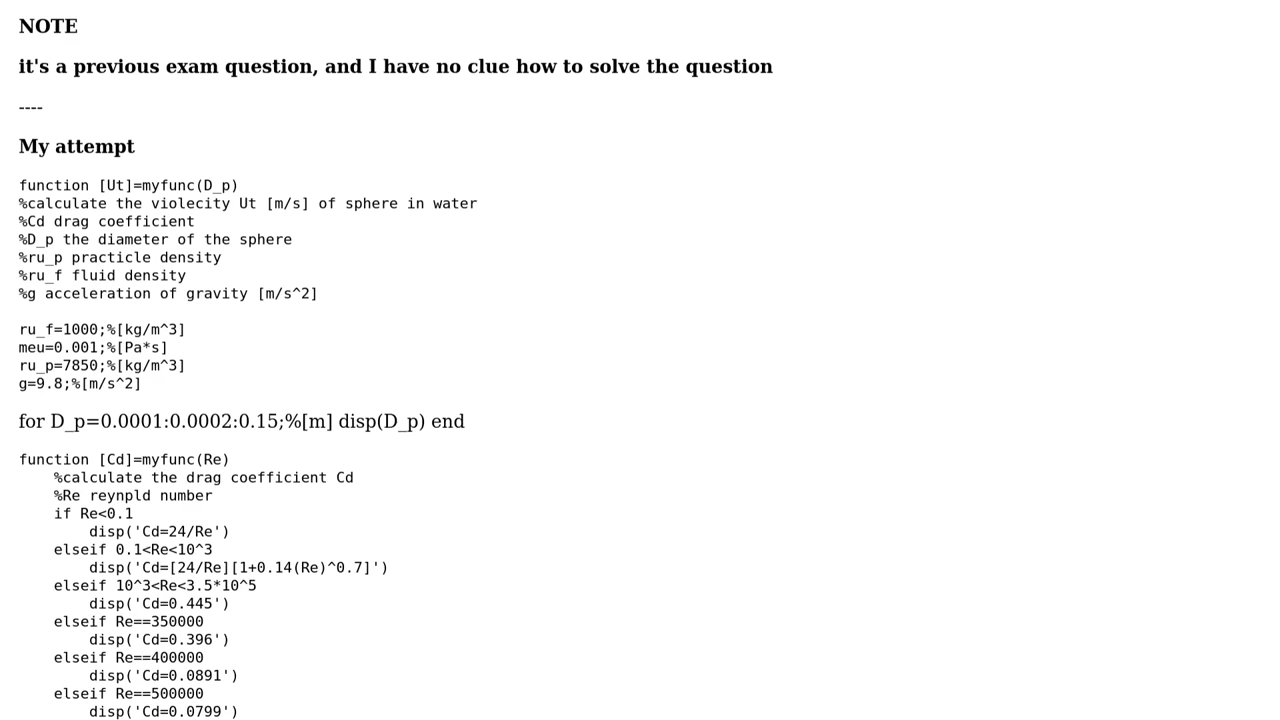 NOTE
it's a previous exam question, and I have no clue how to solve the question
----
My attempt
function [Ut]=myfunc(D_p)
%calculate the violecity Ut [m/s] of sphere in water
%Cd drag coefficient
%D_p the diameter of the sphere
%ru_p practicle density
%ru_f fluid density
%g acceleration of gravity [m/s^2]
ru_f=1000;%[kg/m^3]
meu=0.001;%[Pa*s]
ru_p=7850;%[kg/m^3]
g=9.8;%[m/s^2]
for D_p=0.0001:0.0002:0.15;%[m] disp(D_p) end
function [Cd]=myfunc(Re)
    %calculate the drag coefficient Cd
    %Re reynpld number
    if Re<0.1
        disp('Cd=24/Re')
    elseif 0.1<Re<10^3
        disp('Cd=[24/Re][1+0.14(Re)^0.7]')
    elseif 10^3<Re<3.5*10^5
        disp('Cd=0.445')
    elseif Re==350000
        disp('Cd=0.396')
    elseif Re==400000
        disp('Cd=0.0891')
    elseif Re==500000
        disp('Cd=0.0799')